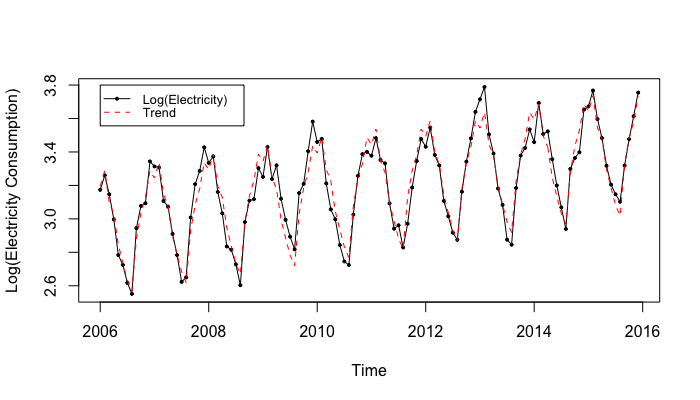 Log(Electricity)
Trend
3.8
3.4
3.0
2.6
Log(Electricity Consumption)
2006 2008 2010 2012 2014 2016
Time